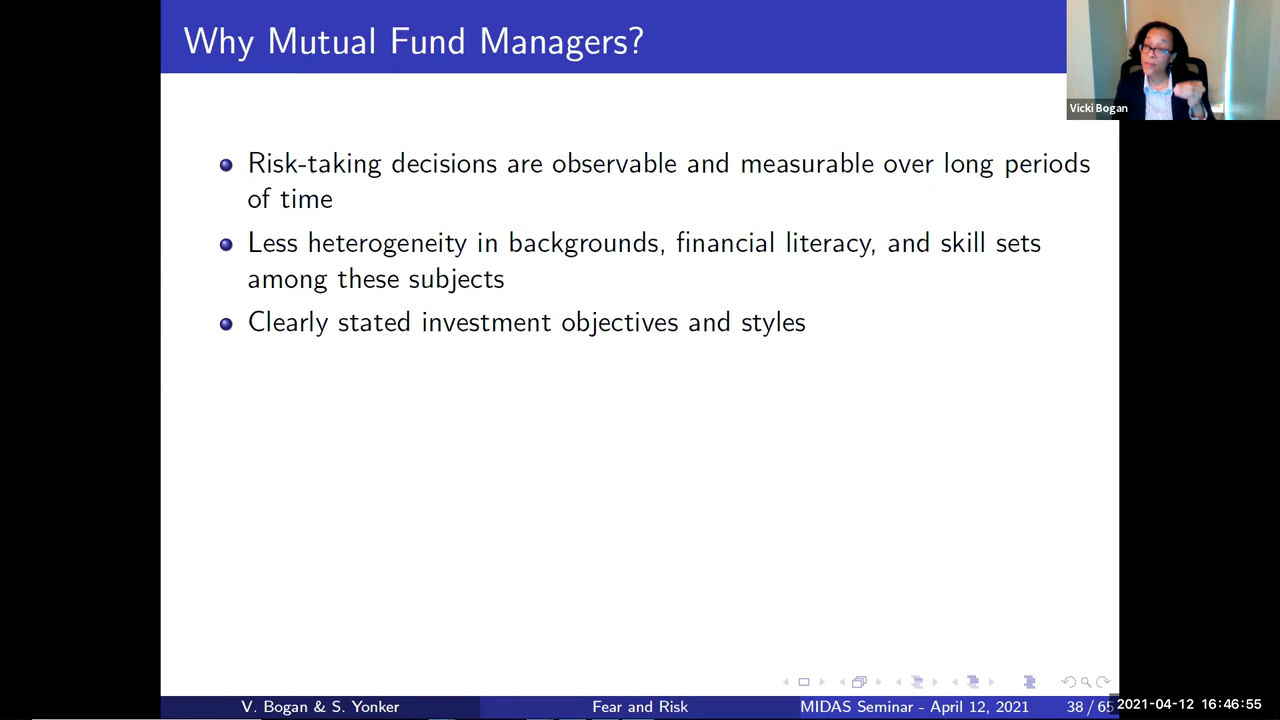 Why Mutual Fund Managers?
Vicki Bogan
Risk-taking decisions are observable and measurable over long periods
of time
Less heterogeneity in backgrounds, financial literacy, and skill sets
among these subjects
Clearly stated investment objectives and styles
V. Bogan & S. Yonker
Fear and Risk
MIDAS Seminar - April 12, 2021
38 / 65
2021-04-12 16:46:55